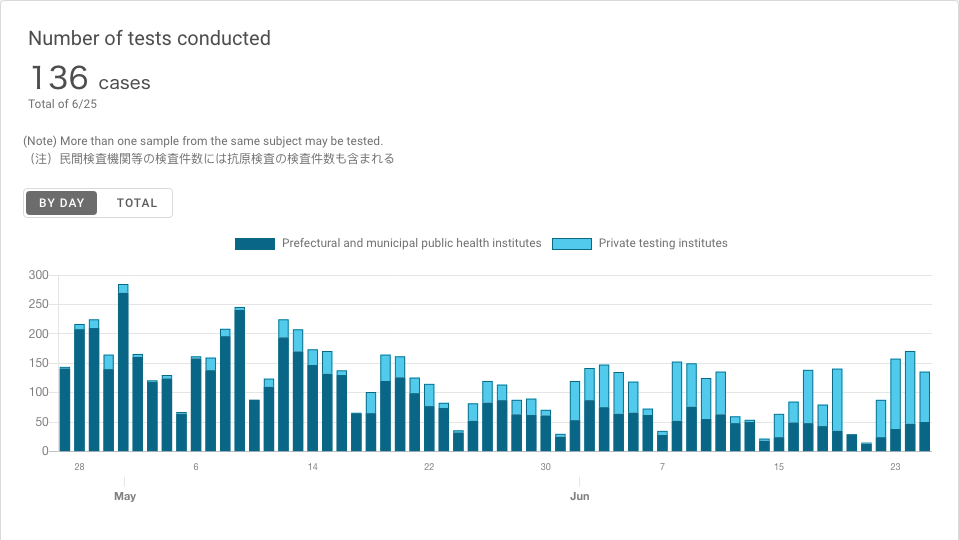 Number of tests conducted
136 cases
Total of 6/25
(Note) More than one sample from the same subject may be tested.
（注）民間検査機関等の検査件数には抗原検査の検査件数も含まれる
BY DAY TOTAL
Prefectural and municipal public health institutes Private testing institutes
300
250
200
150
100
50
0
28 6 14 22 30 7 15 23
May Jun